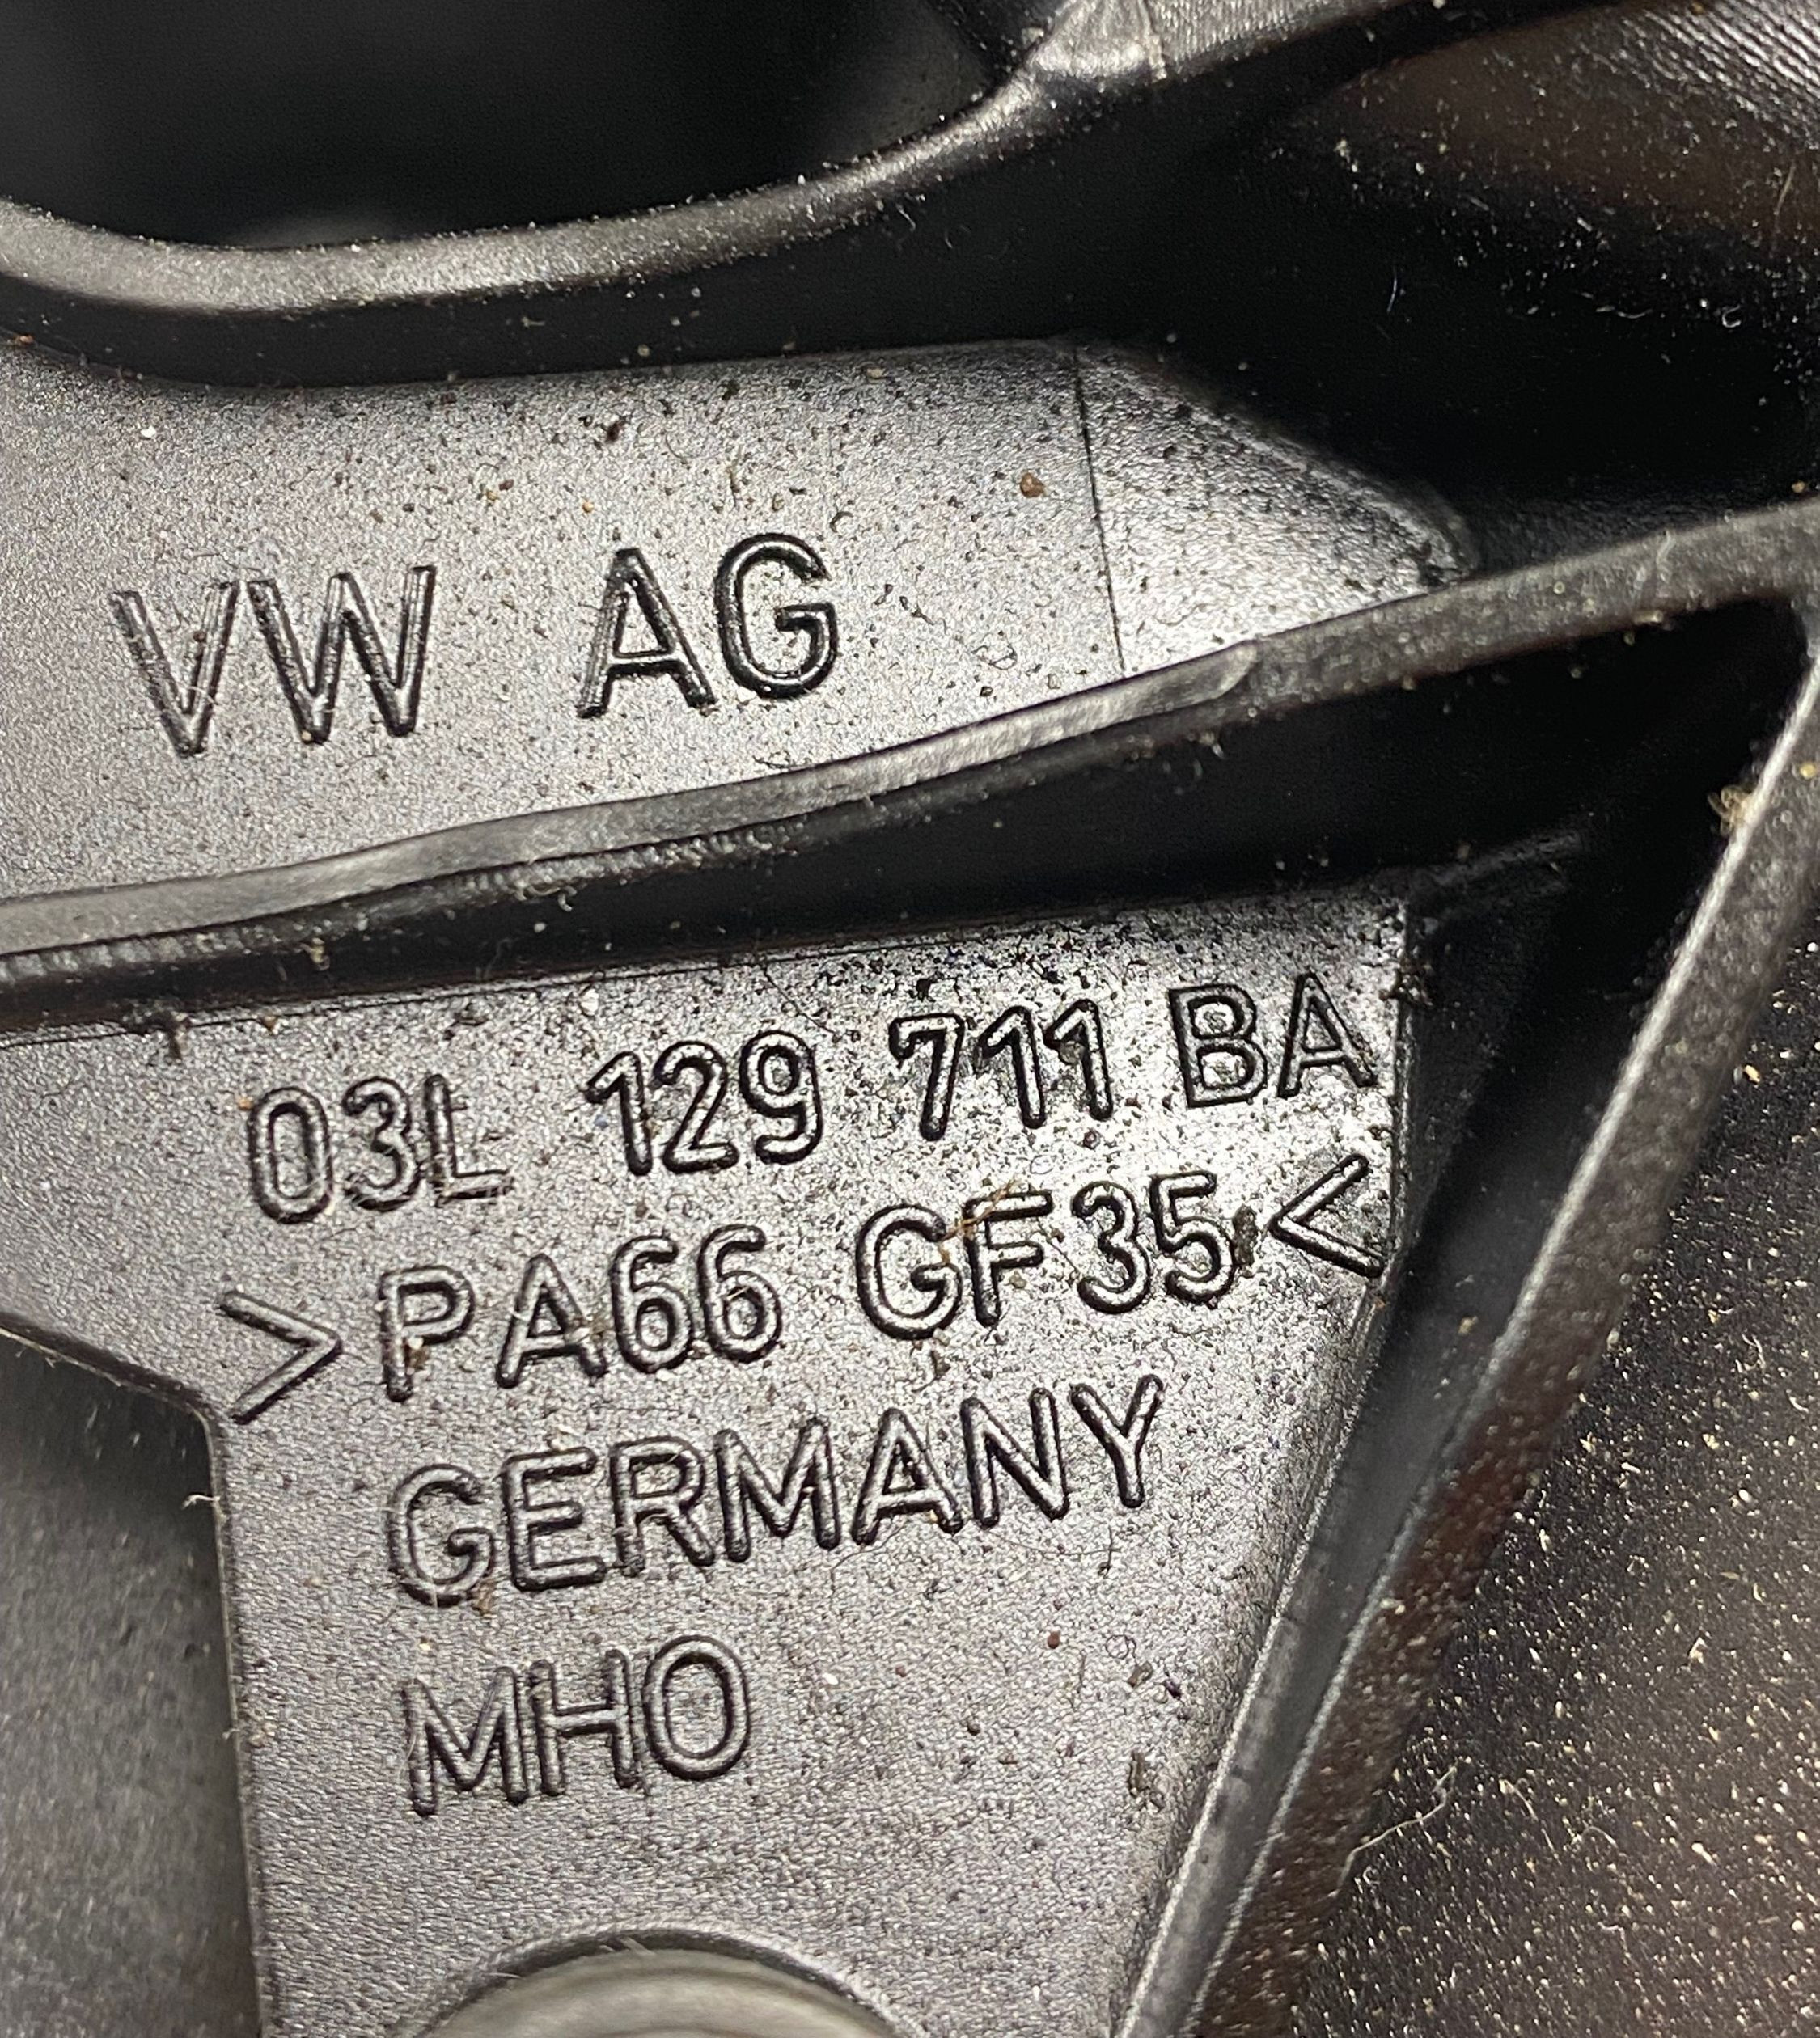 VW AG
03L 129 711 BA
>PA66 GF35<
GERMANY
MHO